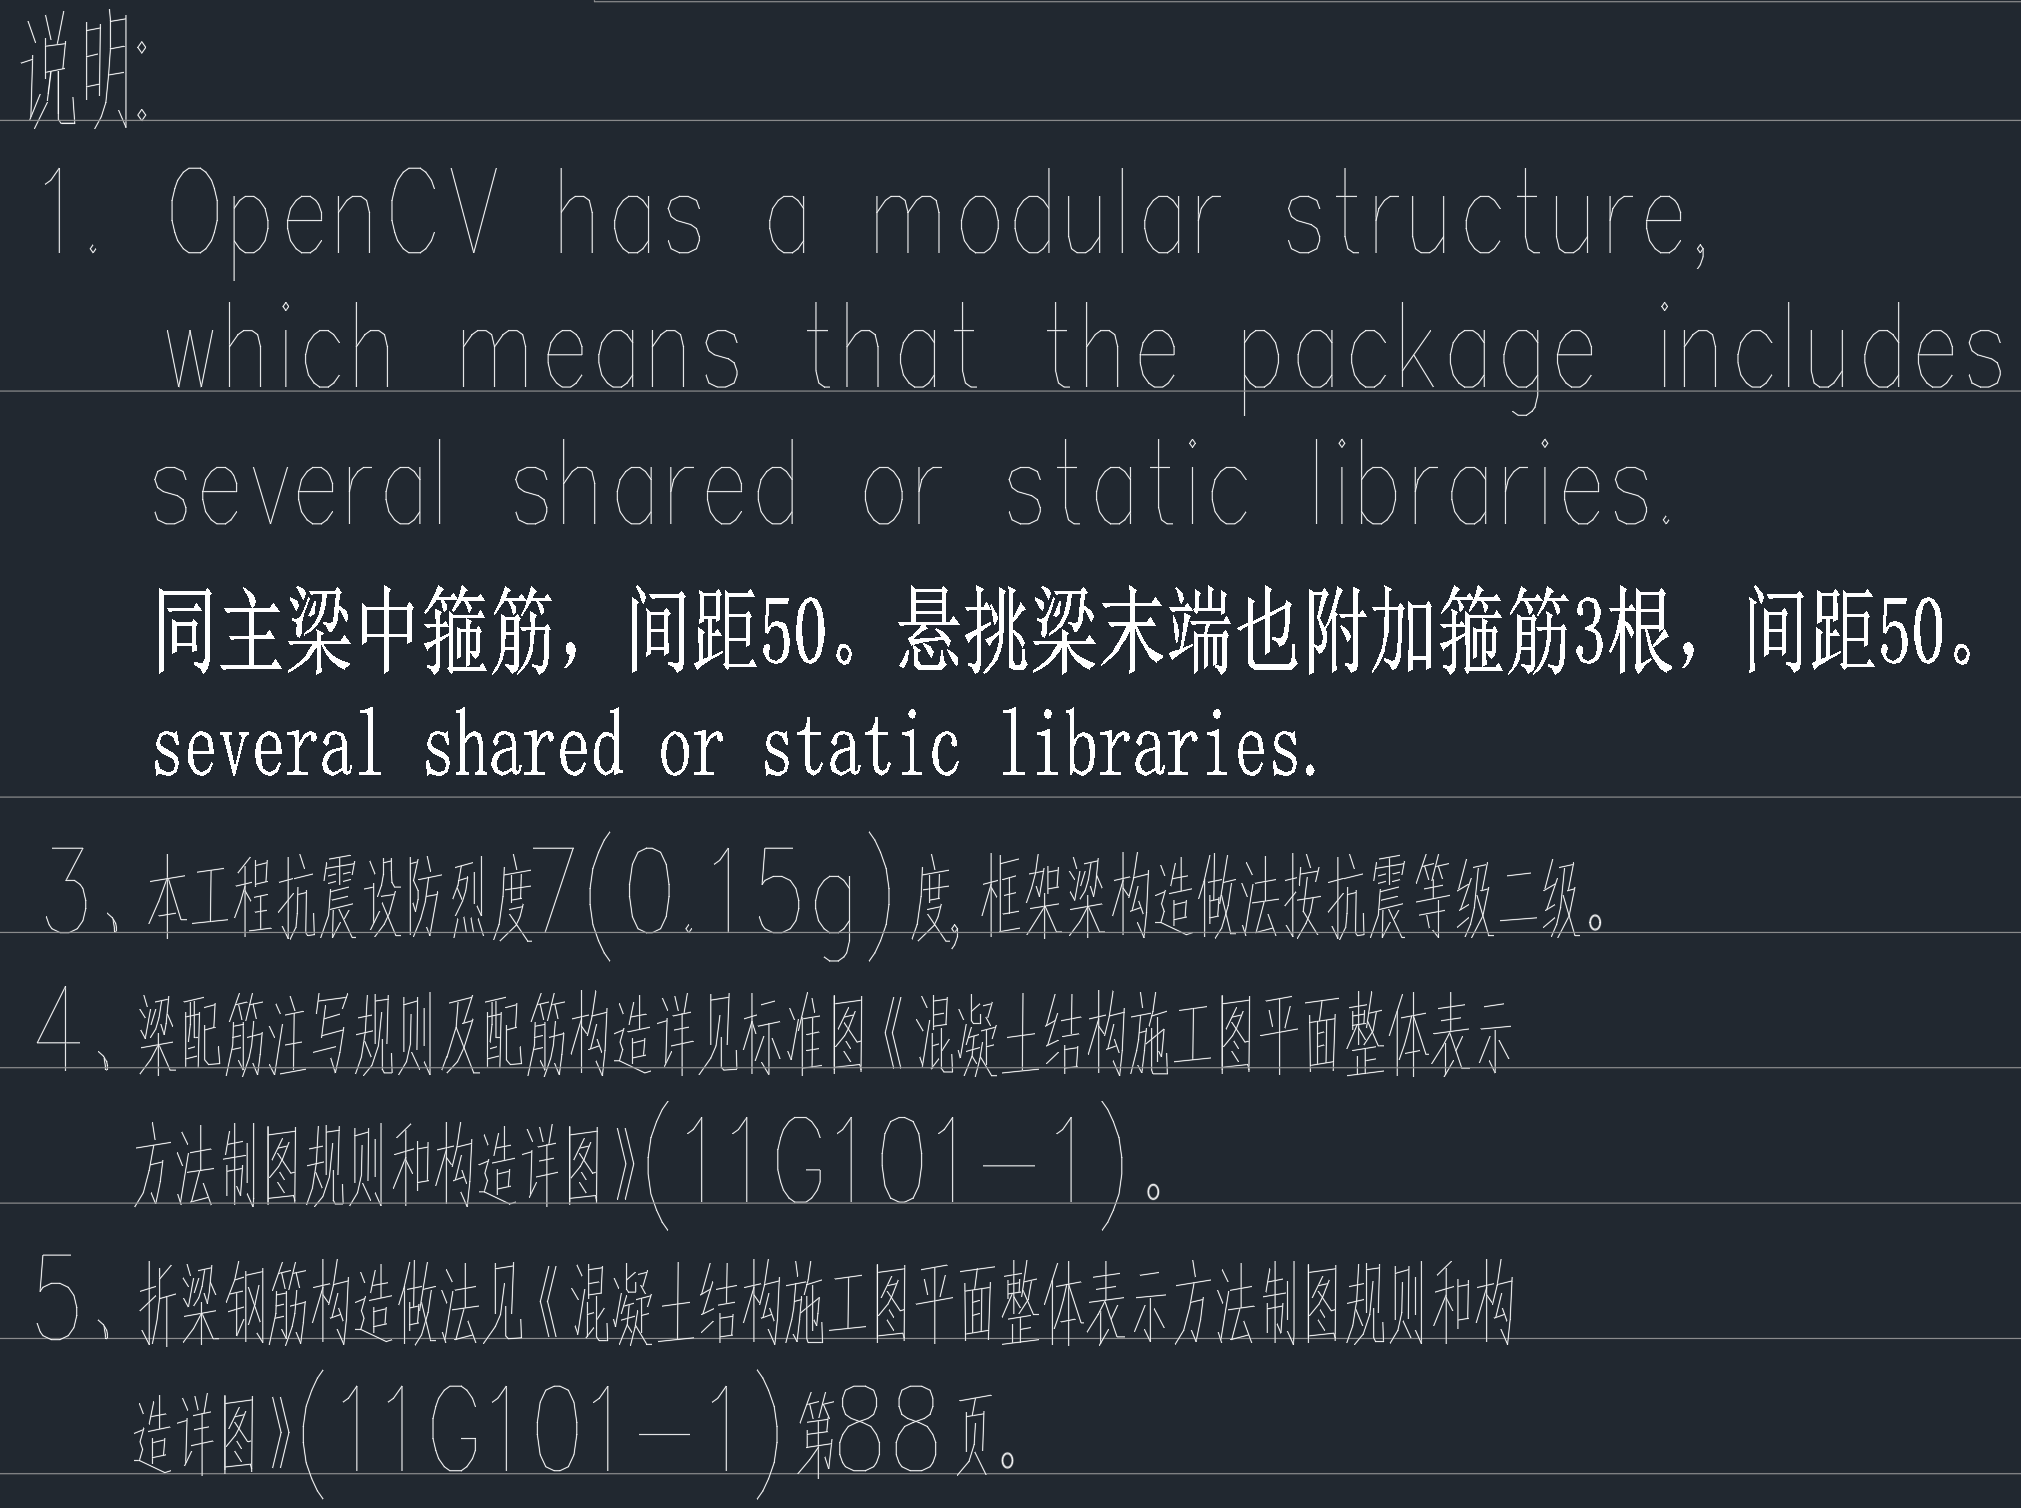 说明:
1. OpenCV has a modular structure,
which means that the package includes
several shared or static libraries.
同主梁中箍筋，间距50。悬挑梁末端也附加箍筋3根，间距50。
several shared or static libraries.
3、本工程抗震设防烈度7(0.15g)度,框架梁构造做法按抗震等级二级。
4、梁配筋注写规则及配筋构造详见标准图《混凝土结构施工图平面整体表示
方法制图规则和构造详图》(11G101-1)。
5、折梁钢筋构造做法见《混凝土结构施工图平面整体表示方法制图规则和构
造详图》(11G101-1)第88页。